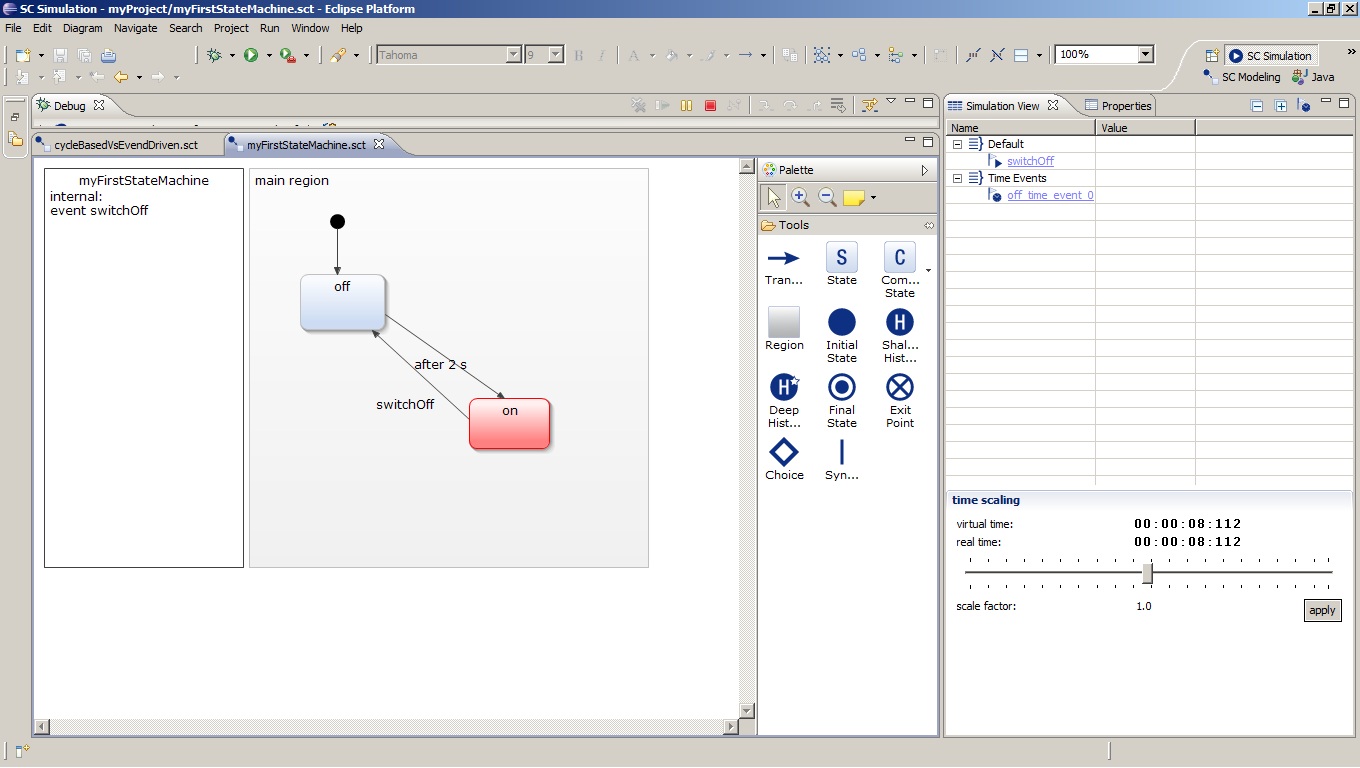 SC Simulation - myProject/myFirstStateMachine.sct - Eclipse Platform
File Edit Diagram Navigate Search Project Run Window Help
Tahoma 9 B I A 100% SC Simulation
SC Modeling Java
Debug
cycleBasedVsEvendDriven.sct myFirstStateMachine.sct
myFirstStateMachine
internal:
event switchOff
main region
off
after 2 s
switchOff
on
Palette
Tools
Tran... State Com... State
Region Initial State Shal... Hist...
Deep Hist... Final State Exit Point
Choice Syn...
Simulation View Properties
Name Value
Default
switchOff
Time Events
off_time_event_0
time scaling
virtual time: 00:00:08:112
real time: 00:00:08:112
scale factor: 1.0 apply